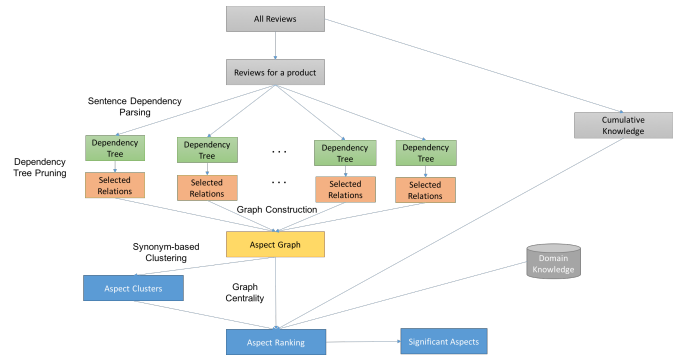 All Reviews
Reviews for a product
Sentence Dependency
Parsing
Cumulative
Knowledge
Dependency
Tree
Dependency
Tree
. . .
Dependency
Tree
Dependency
Tree
Dependency
Tree Pruning
Selected
Relations
Selected
Relations
. . .
Selected
Relations
Selected
Relations
Graph Construction
Aspect Graph
Synonym-based
Clustering
Domain
Knowledge
Aspect Clusters
Graph
Centrality
Aspect Ranking
Significant Aspects